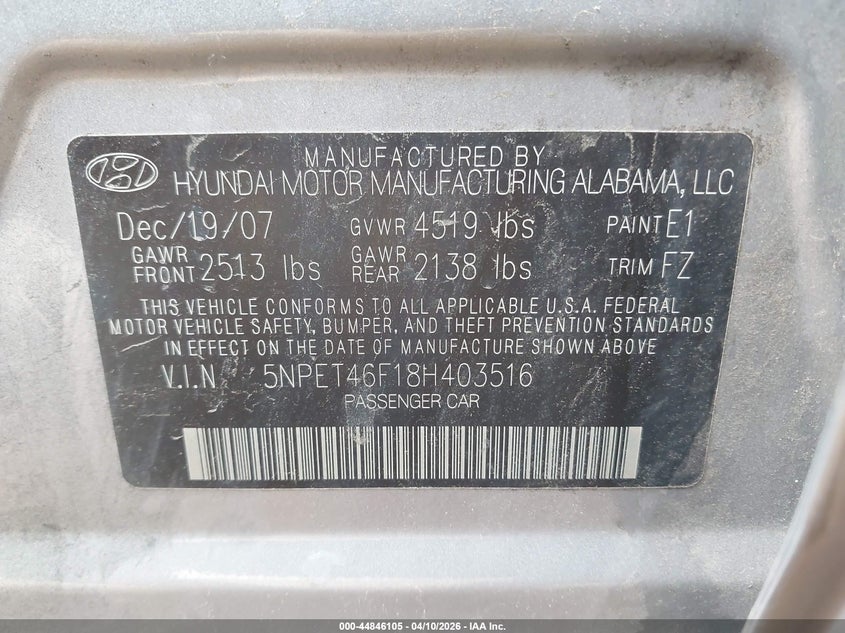 MANUFACTURED BY
HYUNDAI MOTOR MANUFACTURING ALABAMA, LLC
Dec/19/07 GVWR 4519 lbs PAINT E1
GAWR FRONT 2513 lbs GAWR REAR 2138 lbs TRIM FZ
THIS VEHICLE CONFORMS TO ALL APPLICABLE U.S.A. FEDERAL
MOTOR VEHICLE SAFETY, BUMPER, AND THEFT PREVENTION STANDARDS
IN EFFECT ON THE DATE OF MANUFACTURE SHOWN ABOVE
V.I.N 5NPET46F18H403516
PASSENGER CAR
000-44846105 - 04/10/2026 - IAA Inc.